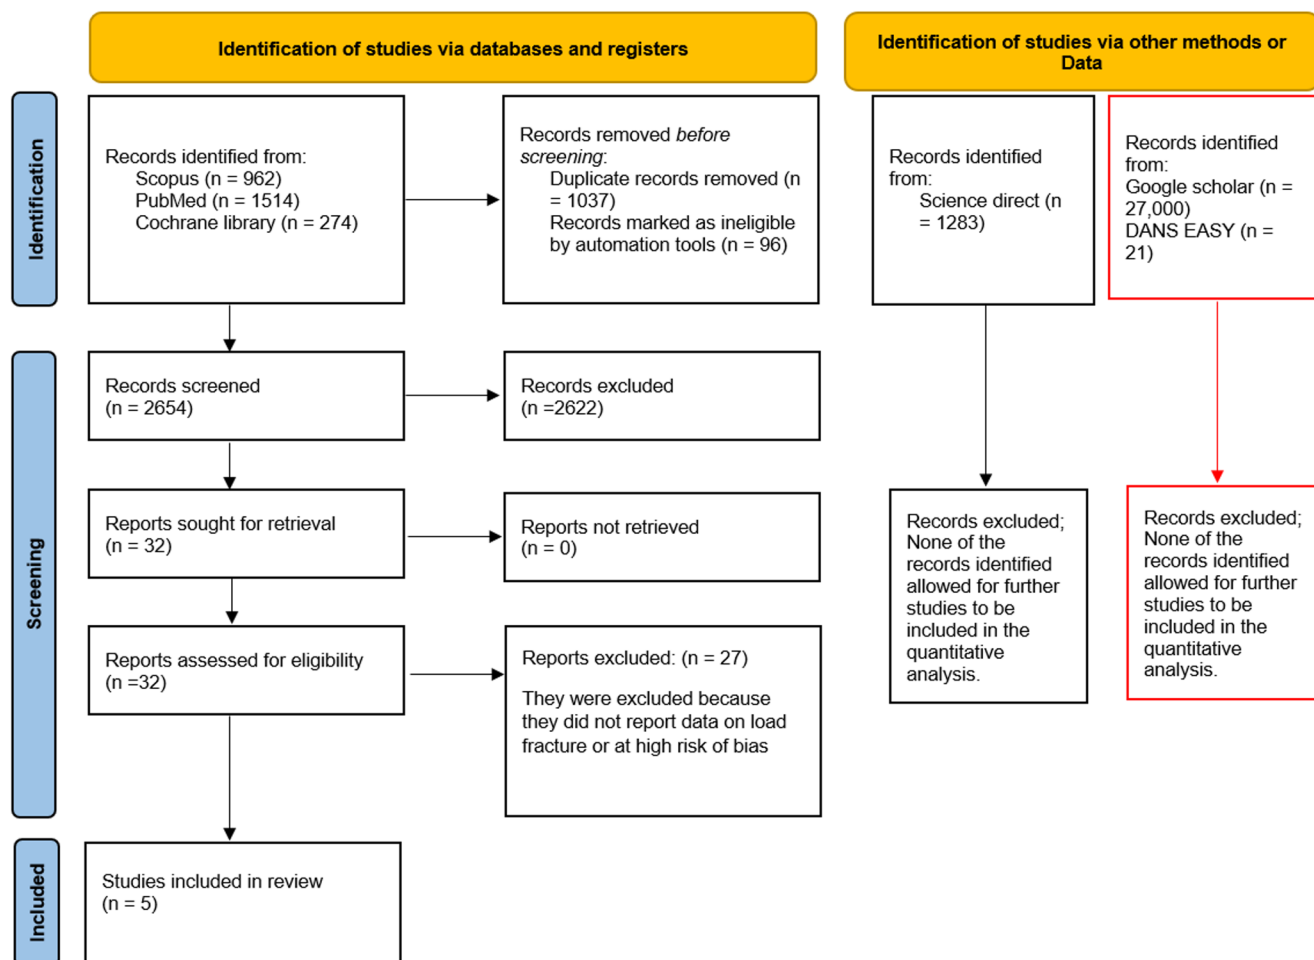 Identification of studies via databases and registers
Identification of studies via other methods or
Data
Identification
Records identified from:
Scopus (n = 962)
PubMed (n = 1514)
Cochrane library (n = 274)
Records removed before
screening:
Duplicate records removed (n
= 1037)
Records marked as ineligible
by automation tools (n = 96)
Records identified
from:
Science direct (n
= 1283)
Records identified
from:
Google scholar (n =
27,000)
DANS EASY (n =
21)
Screening
Records screened
(n = 2654)
Records excluded
(n =2622)
Reports sought for retrieval
(n = 32)
Reports not retrieved
(n = 0)
Records excluded;
None of the
records identified
allowed for further
studies to be
included in the
quantitative
analysis.
Records excluded;
None of the
records identified
allowed for further
studies to be
included in the
quantitative
analysis.
Reports assessed for eligibility
(n =32)
Reports excluded: (n = 27)
They were excluded because
they did not report data on load
fracture or at high risk of bias
Included
Studies included in review
(n = 5)